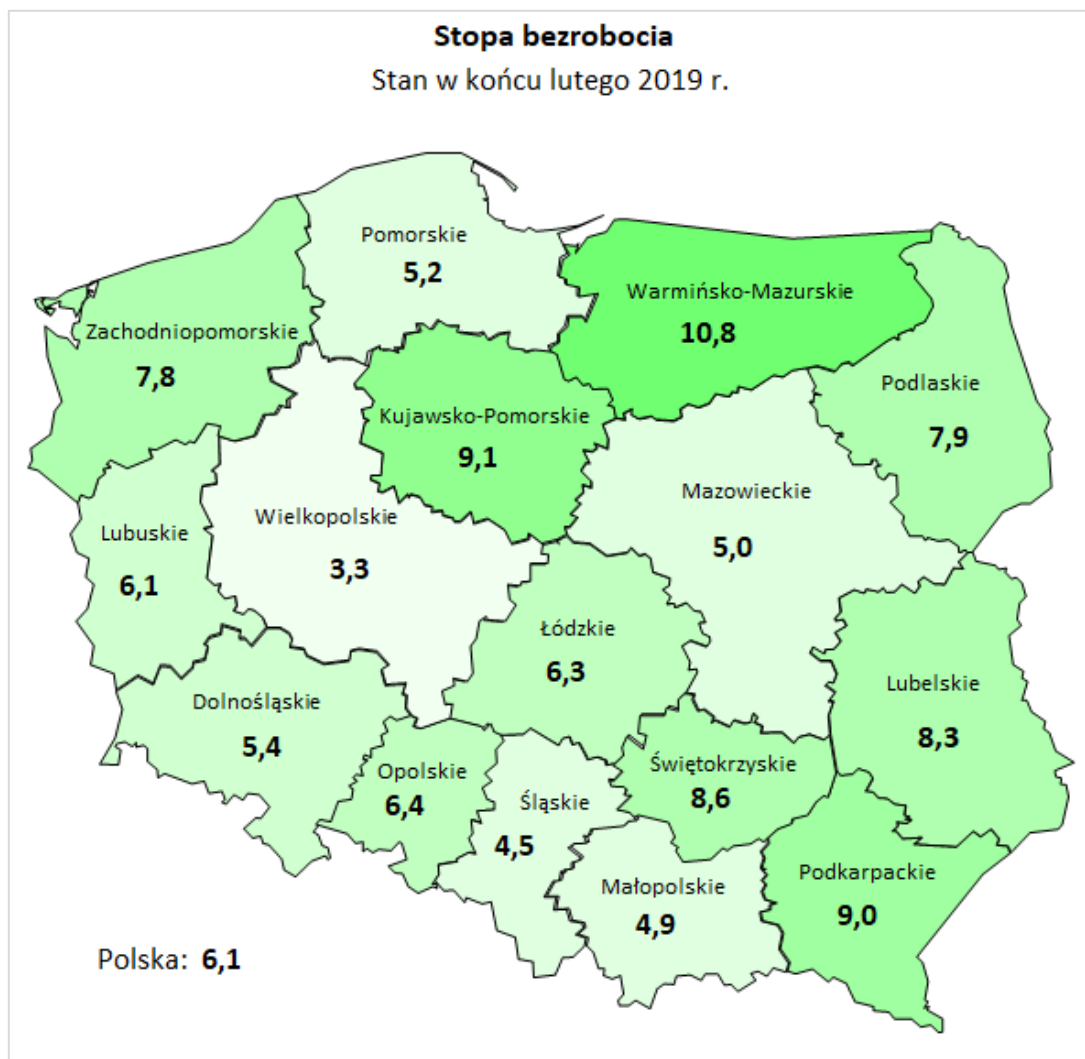 Stopa bezrobocia
Stan w końcu lutego 2019 r.
Pomorskie
5,2
Warmińsko-Mazurskie
10,8
Zachodniopomorskie
7,8
Podlaskie
7,9
Kujawsko-Pomorskie
9,1
Mazowieckie
5,0
Wielkopolskie
3,3
Lubuskie
6,1
Łódzkie
6,3
Lubelskie
8,3
Dolnośląskie
5,4
Opolskie
6,4
Śląskie
4,5
Świętokrzyskie
8,6
Małopolskie
4,9
Podkarpackie
9,0
Polska: 6,1